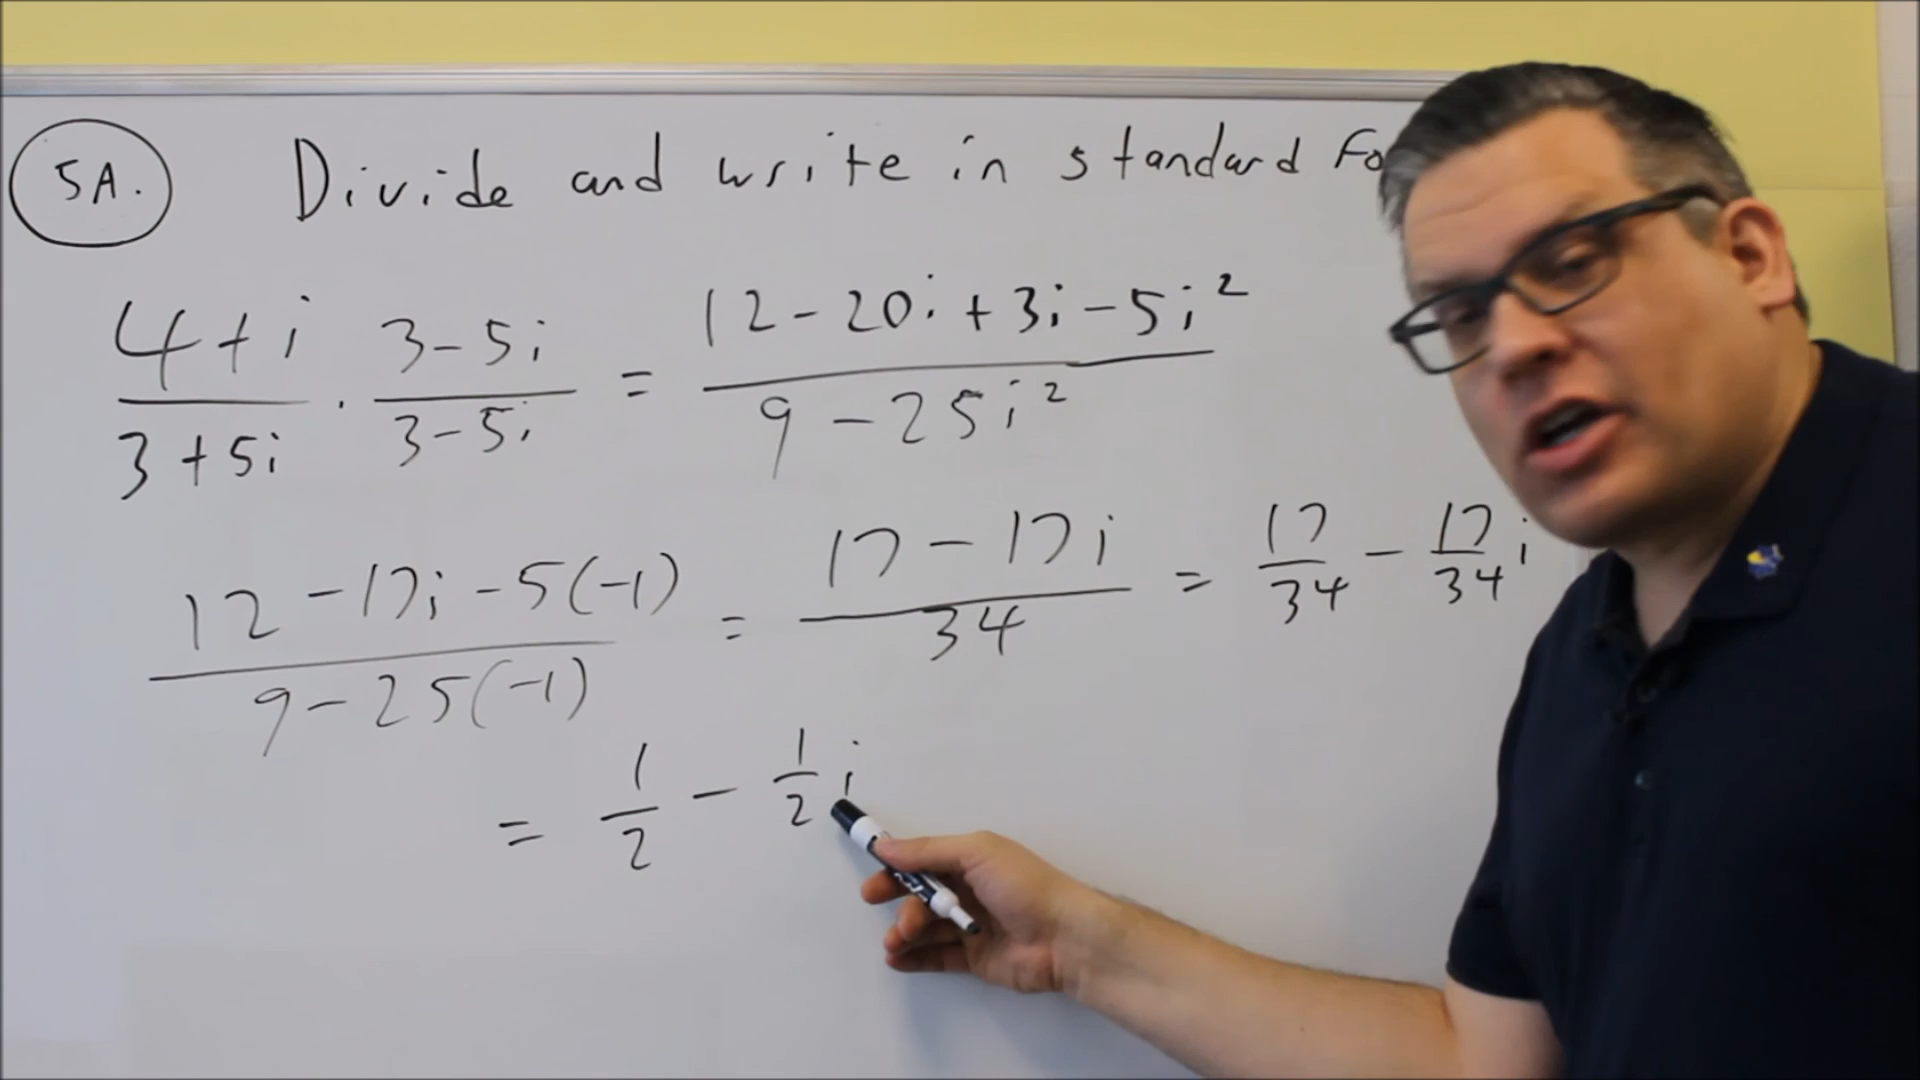 5A. Divide and write in standard Fo
(4+i)/(3+5i) · (3-5i)/(3-5i) = (12-20i+3i-5i²)/(9-25i²)
(12-17i-5(-1))/(9-25(-1)) = (17-17i)/34 = 17/34 - 17/34 i
= 1/2 - 1/2 i